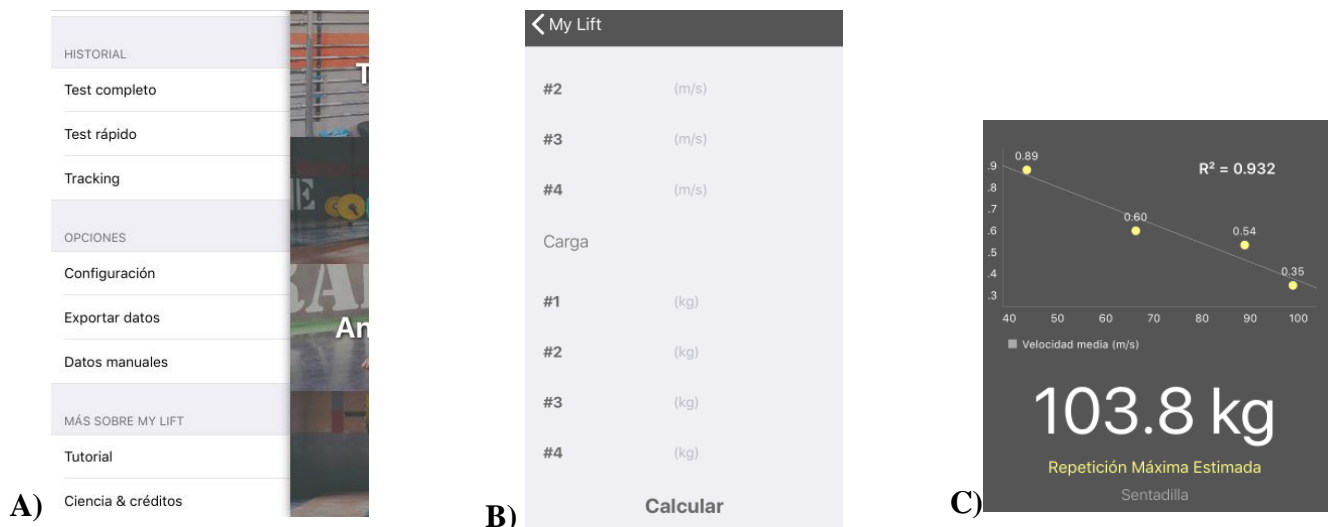 HISTORIAL
Test completo
Test rápido
Tracking
OPCIONES
Configuración
Exportar datos
Datos manuales
MÁS SOBRE MY LIFT
Tutorial
Ciencia & créditos
T
E
RA
An
A)
My Lift
#2 (m/s)
#3 (m/s)
#4 (m/s)
Carga
#1 (kg)
#2 (kg)
#3 (kg)
#4 (kg)
Calcular
B)
0.89
R² = 0.932
0.60
0.54
0.35
.9
.8
.7
.6
.5
.4
.3
40 50 60 70 80 90 100
Velocidad media (m/s)
103.8 kg
Repetición Máxima Estimada
Sentadilla
C)